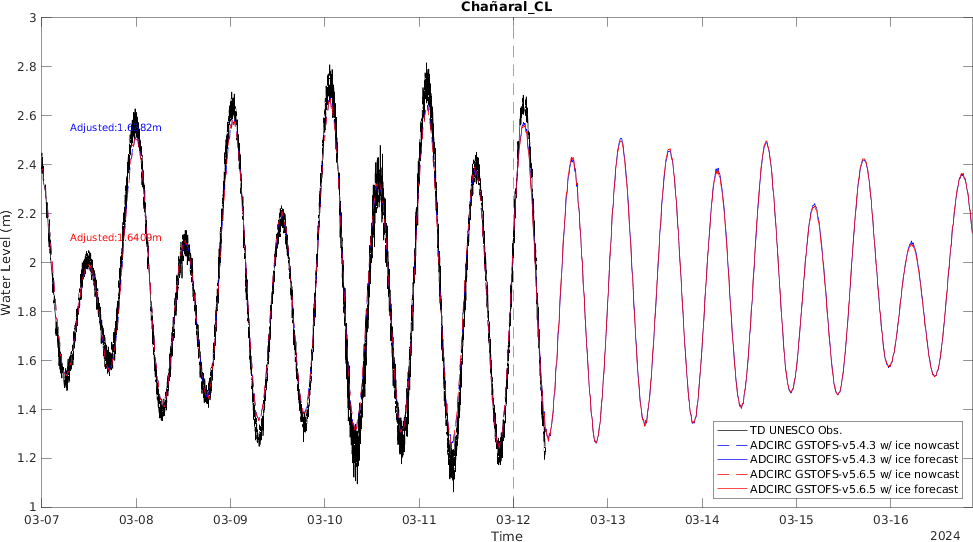 Chañaral_CL
3
2.8
2.6
2.4
2.2
2
1.8
1.6
1.4
1.2
1
Water Level (m)
Adjusted:1.6482m
Adjusted:1.6409m
TD UNESCO Obs.
ADCIRC GSTOFS-v5.4.3 w/ ice nowcast
ADCIRC GSTOFS-v5.4.3 w/ ice forecast
ADCIRC GSTOFS-v5.6.5 w/ ice nowcast
ADCIRC GSTOFS-v5.6.5 w/ ice forecast
03-07 03-08 03-09 03-10 03-11 03-12 03-13 03-14 03-15 03-16
Time
2024